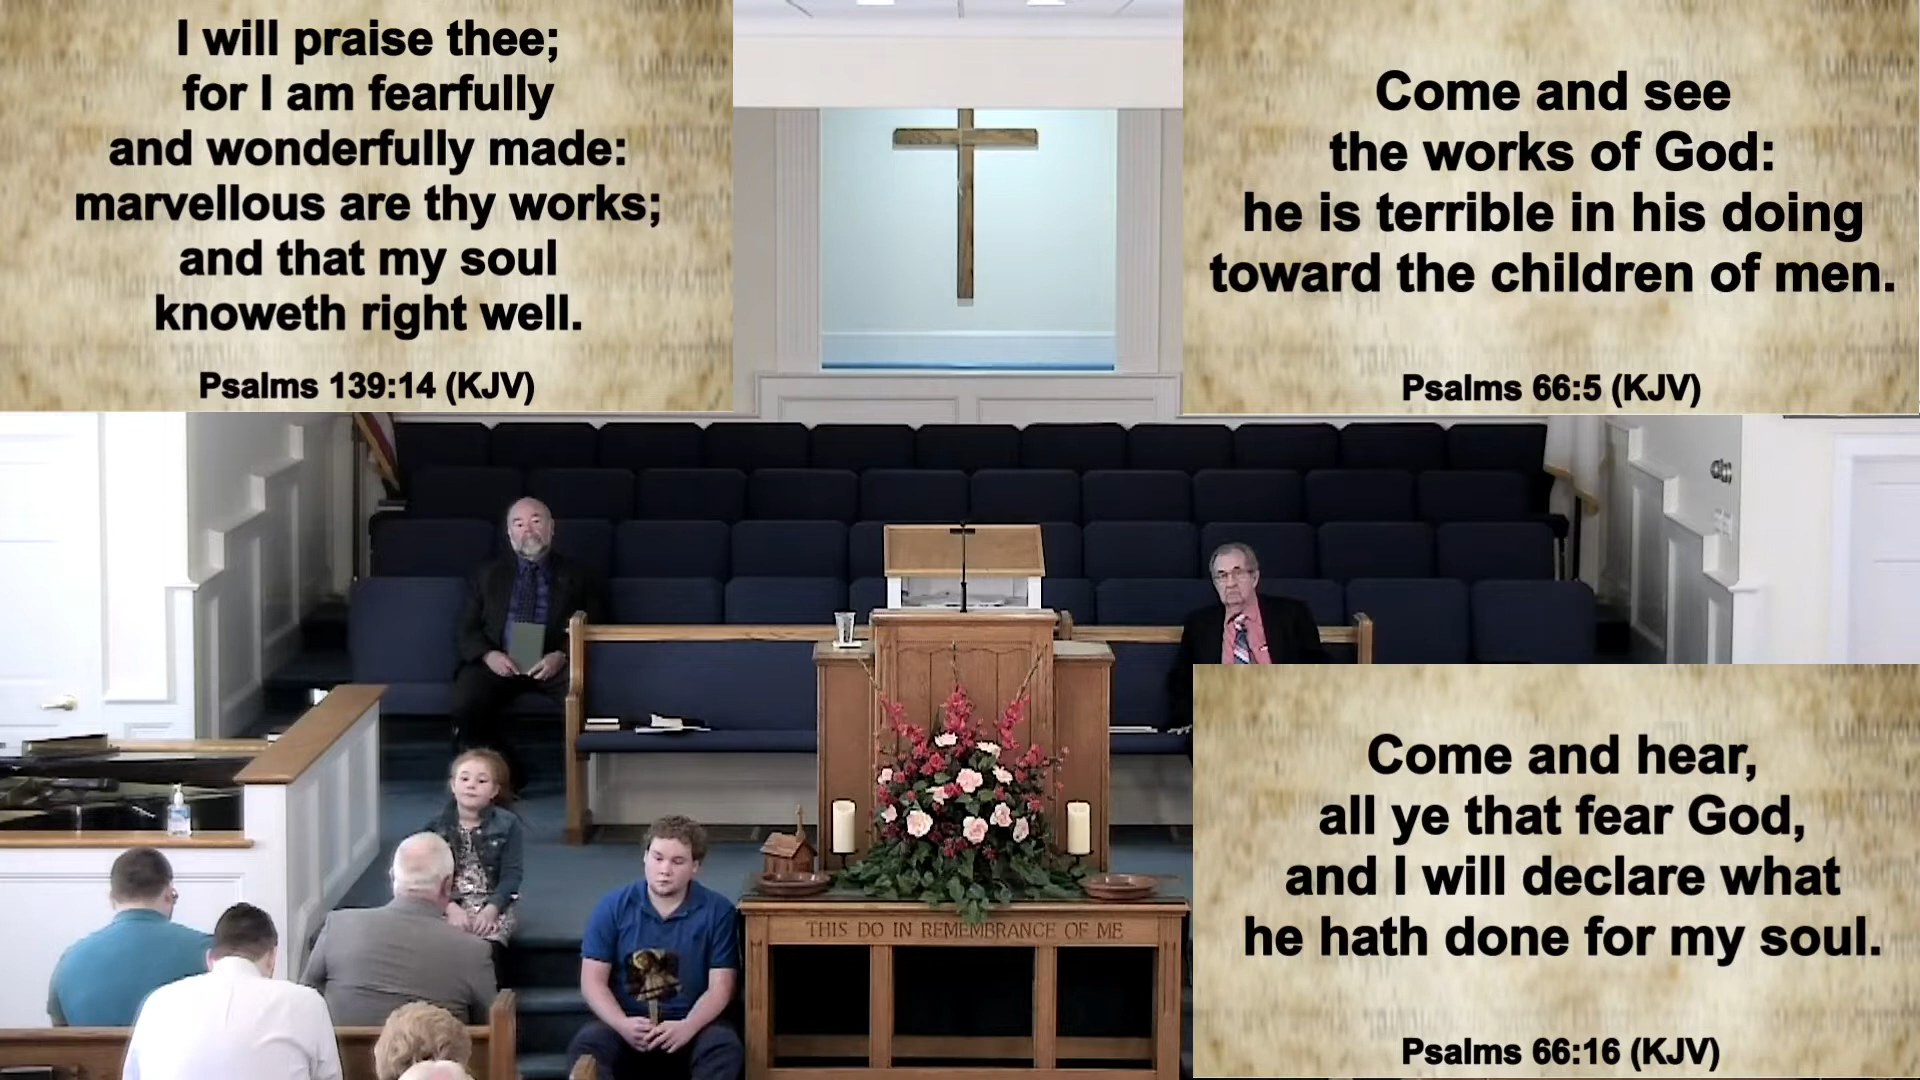 I will praise thee;
for I am fearfully
and wonderfully made:
marvellous are thy works;
and that my soul
knoweth right well.
Psalms 139:14 (KJV)
Come and see
the works of God:
he is terrible in his doing
toward the children of men.
Psalms 66:5 (KJV)
Come and hear,
all ye that fear God,
and I will declare what
he hath done for my soul.
Psalms 66:16 (KJV)
THIS DO IN REMEMBRANCE OF ME